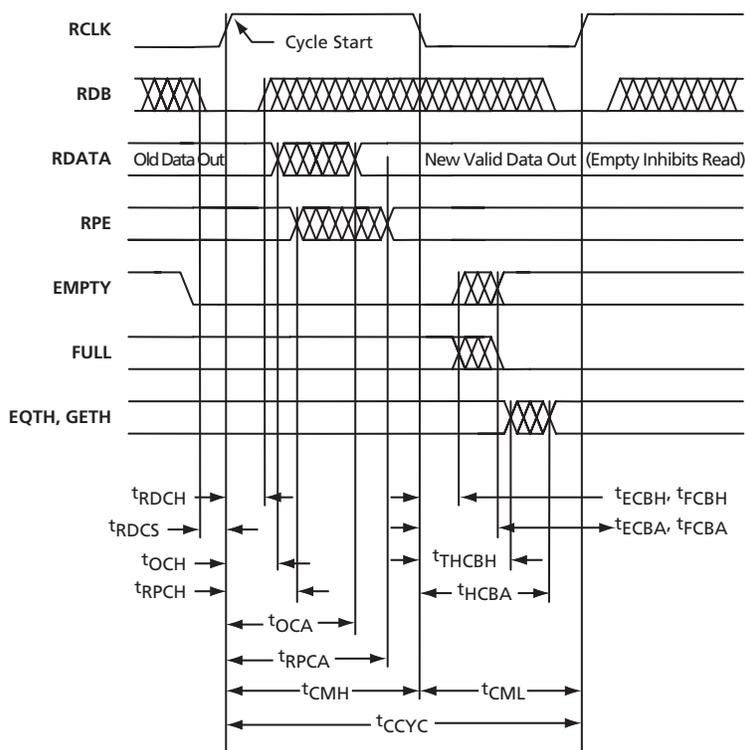 RCLK
Cycle Start
RDB
RDATA Old Data Out New Valid Data Out (Empty Inhibits Read)
RPE
EMPTY
FULL
EQTH, GETH
tRDCH tECBH, tFCBH
tRDCS tECBA, tFCBA
tOCH tTHCBH
tRPCH tHCBA
tOCA
tRPCA
tCMH tCML
tCCYC